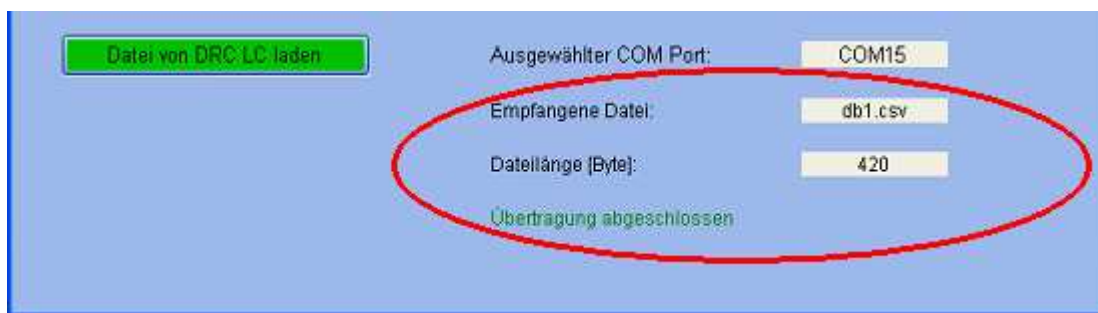 Datei von DRC LC laden
Ausgewählter COM Port: COM15
Empfangene Datei: db1.csv
Dateilänge [Byte]: 420
Übertragung abgeschlossen